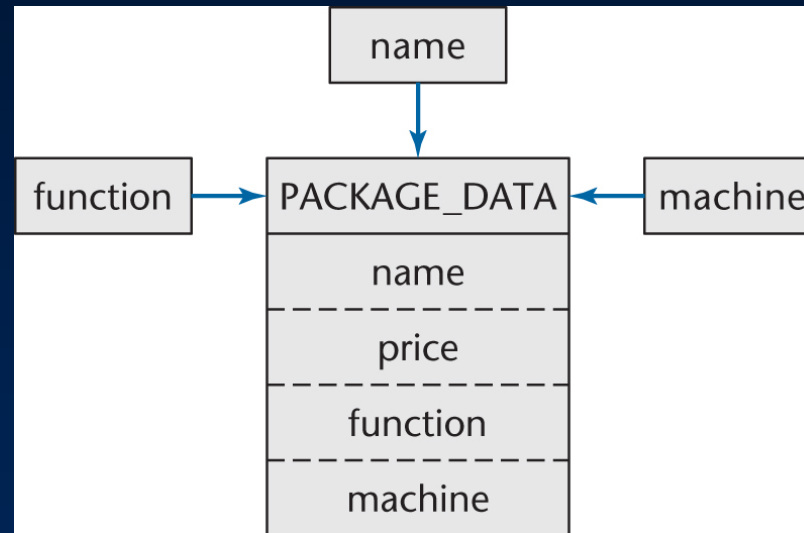 name
function
PACKAGE_DATA
machine
name
price
function
machine